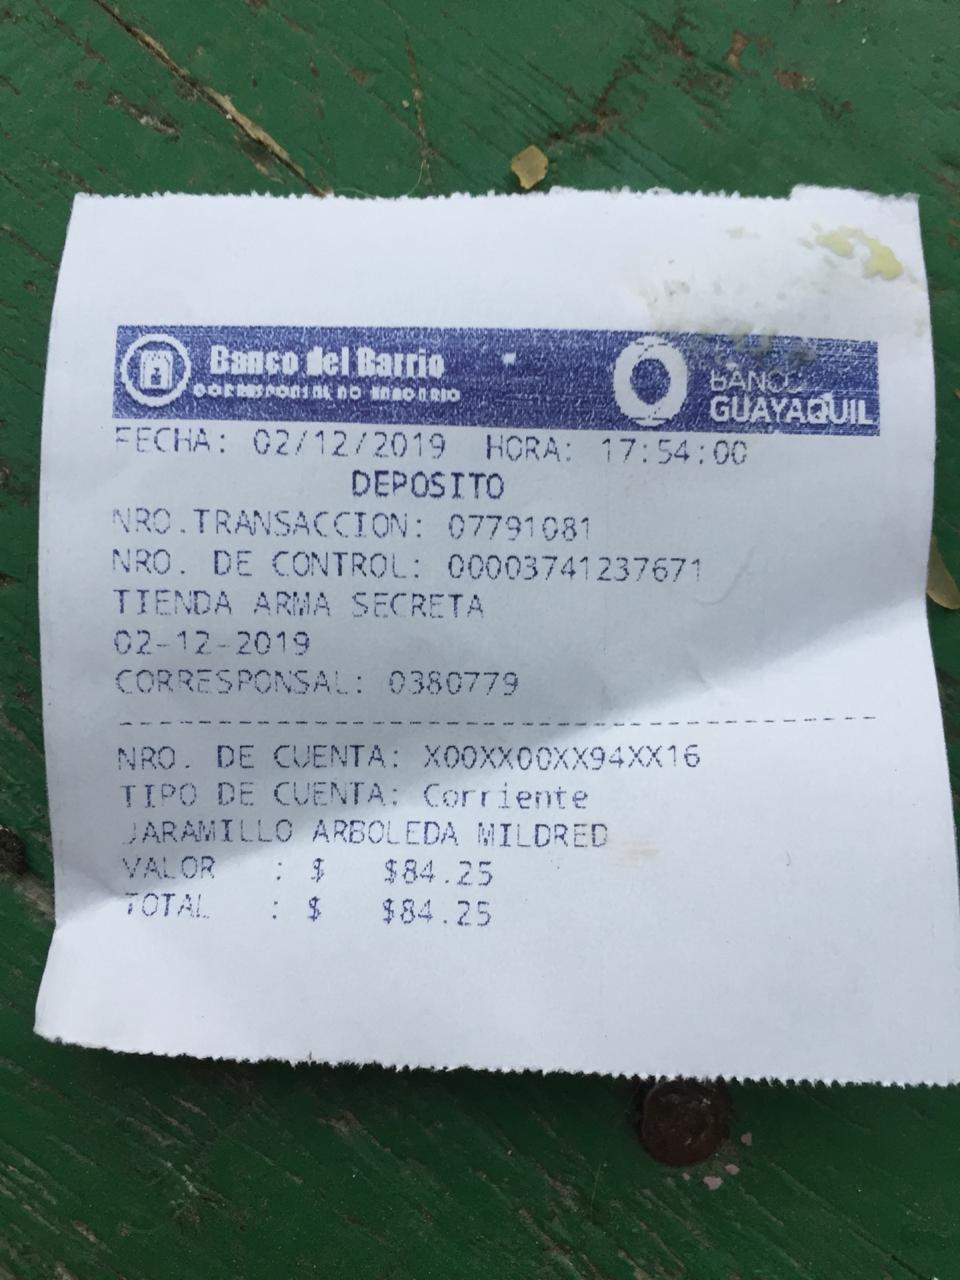 Banco del Barrio
CORRESPONSAL NO BANCARIO
BANCO
GUAYAQUIL
FECHA: 02/12/2019 HORA: 17:54:00
DEPOSITO
NRO.TRANSACCION: 07791081
NRO. DE CONTROL: 00003741237671
TIENDA ARMA SECRETA
02-12-2019
CORRESPONSAL: 0380779
NRO. DE CUENTA: X00XX00XX94XX16
TIPO DE CUENTA: Corriente
JARAMILLO ARBOLEDA MILDRED
VALOR : $ $84.25
TOTAL : $ $84.25